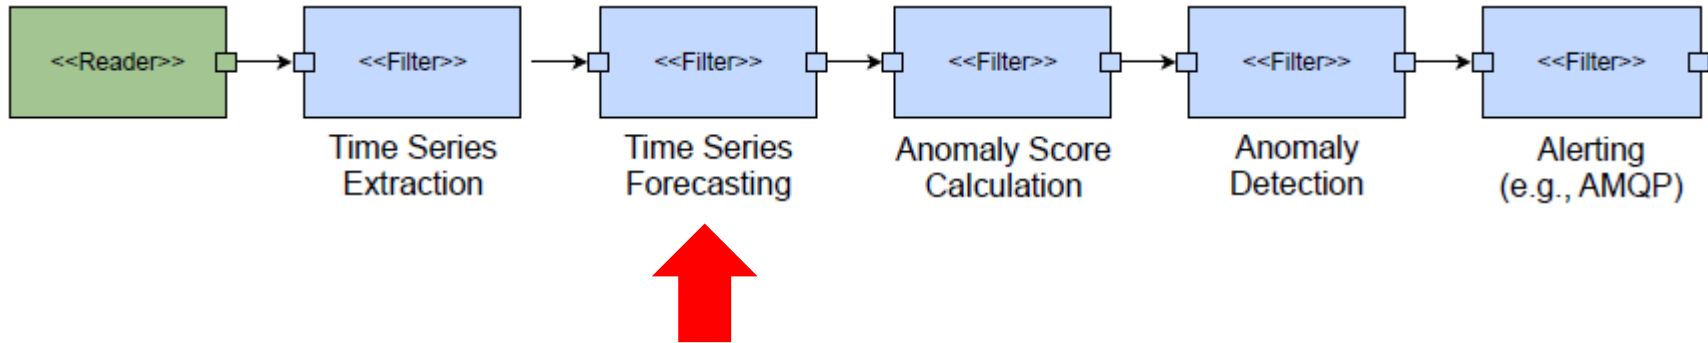 <<Reader>>
<<Filter>>
<<Filter>>
<<Filter>>
<<Filter>>
<<Filter>>
Time Series
Extraction
Time Series
Forecasting
Anomaly Score
Calculation
Anomaly
Detection
Alerting
(e.g., AMQP)